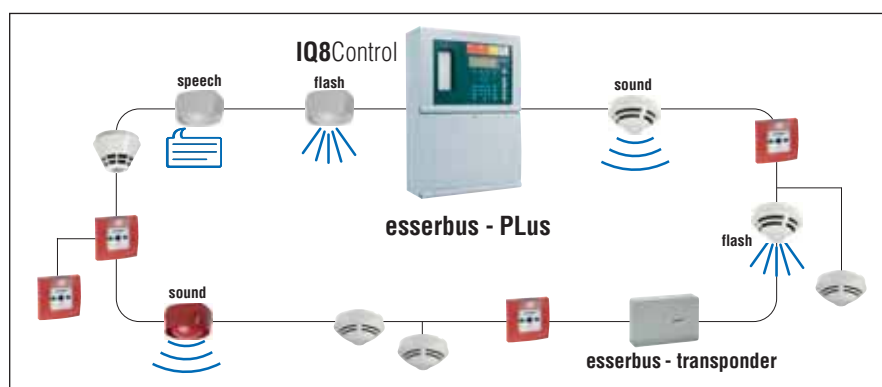 IQ8Control
speech
flash
sound
esserbus - PLus
flash
sound
esserbus - transponder